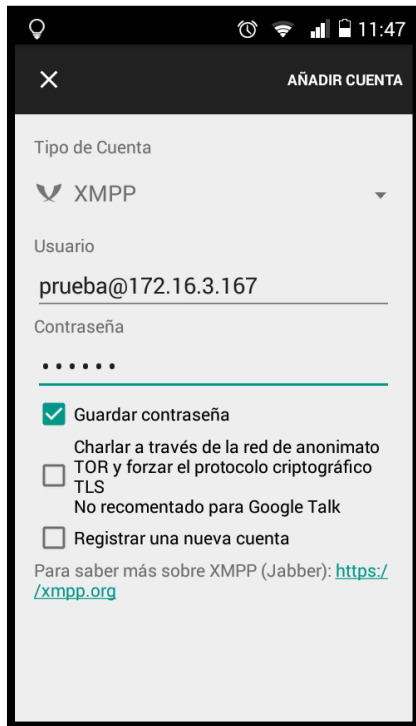 11:47
AÑADIR CUENTA
Tipo de Cuenta
XMPP
Usuario
prueba@172.16.3.167
Contraseña
••••••
Guardar contraseña
Charlar a través de la red de anonimato
TOR y forzar el protocolo criptográfico
TLS
No recomentado para Google Talk
Registrar una nueva cuenta
Para saber más sobre XMPP (Jabber): https:/
/xmpp.org